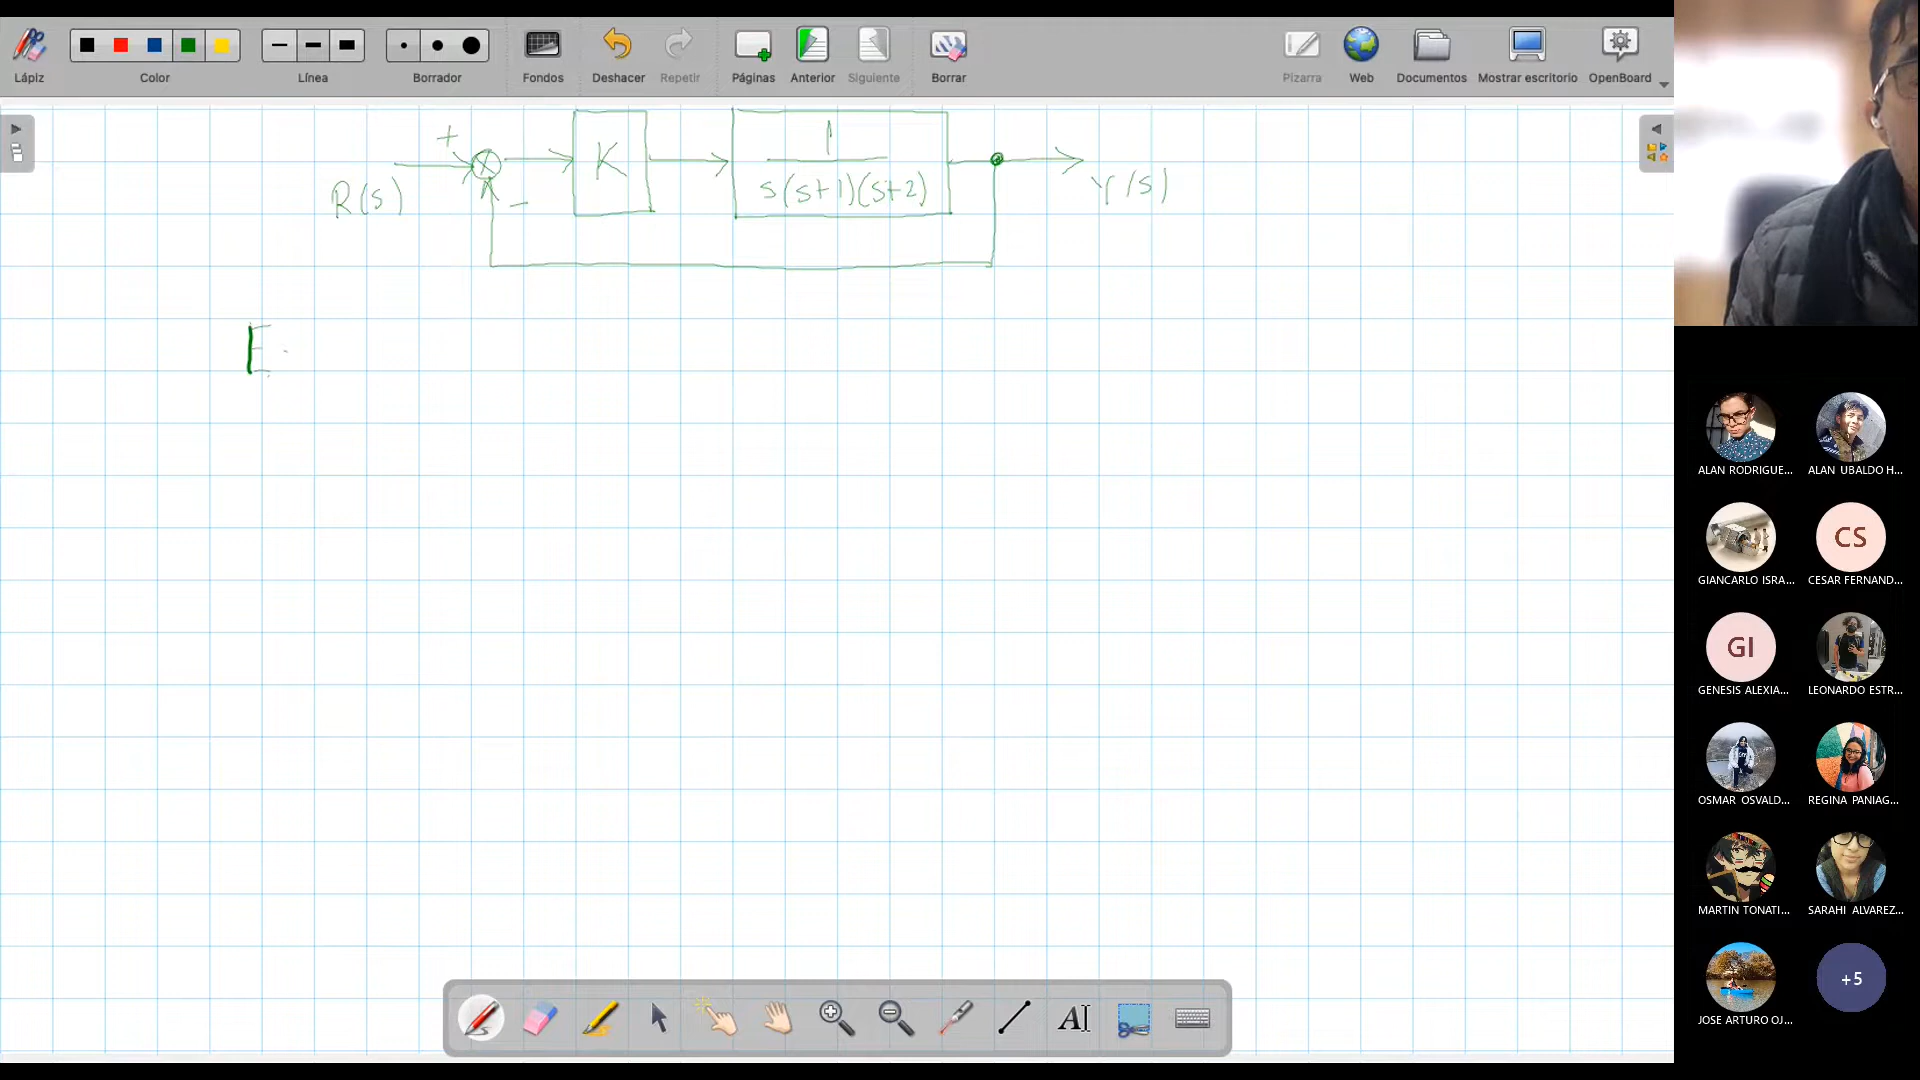 Lápiz
Color
Línea
Borrador
Fondos
Deshacer
Repetir
Páginas
Anterior
Siguiente
Borrar
Pizarra
Web
Documentos
Mostrar escritorio
OpenBoard
+
R(s)
-
K
1
s(s+1)(s+2)
Y(s)
E
ALAN RODRIGUE...
ALAN UBALDO H...
CS
GIANCARLO ISRA...
CESAR FERNAND...
GI
GENESIS ALEXIA...
LEONARDO ESTR...
OSMAR OSVALD...
REGINA PANIAG...
MARTIN TONATI...
SARAHI ALVAREZ...
+5
JOSE ARTURO OJ...
A